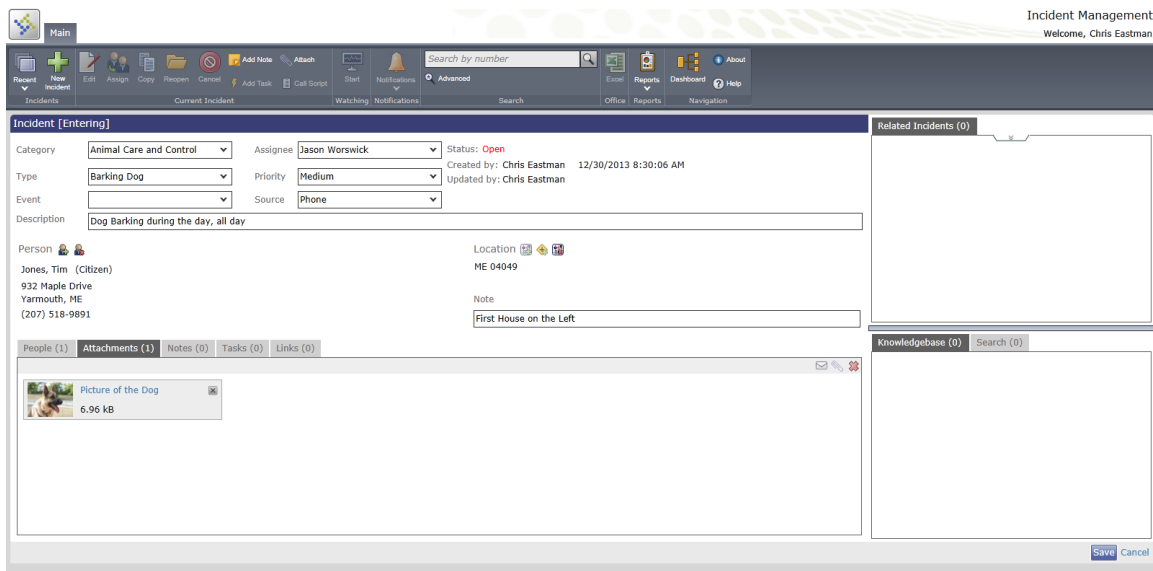 Incident Management
Welcome, Chris Eastman
Main
Recent
New Incident
Edit
Assign
Copy
Reopen
Cancel
Add Note
Attach
Add Task
Call Script
Start
Notifications
Search by number
Advanced
Excel
Reports
Dashboard
About
Help
Incidents
Current Incident
Watching
Notifications
Search
Office
Reports
Navigation
Incident [Entering]
Category
Animal Care and Control
Assignee
Jason Worswick
Status: Open
Created by: Chris Eastman 12/30/2013 8:30:06 AM
Type
Barking Dog
Priority
Medium
Updated by: Chris Eastman
Event
Source
Phone
Description
Dog Barking during the day, all day
Person
Jones, Tim (Citizen)
932 Maple Drive
Yarmouth, ME
(207) 518-9891
Location
ME 04049
Note
First House on the Left
People (1)
Attachments (1)
Notes (0)
Tasks (0)
Links (0)
Picture of the Dog
6.96 kB
Related Incidents (0)
Knowledgebase (0)
Search (0)
Save
Cancel